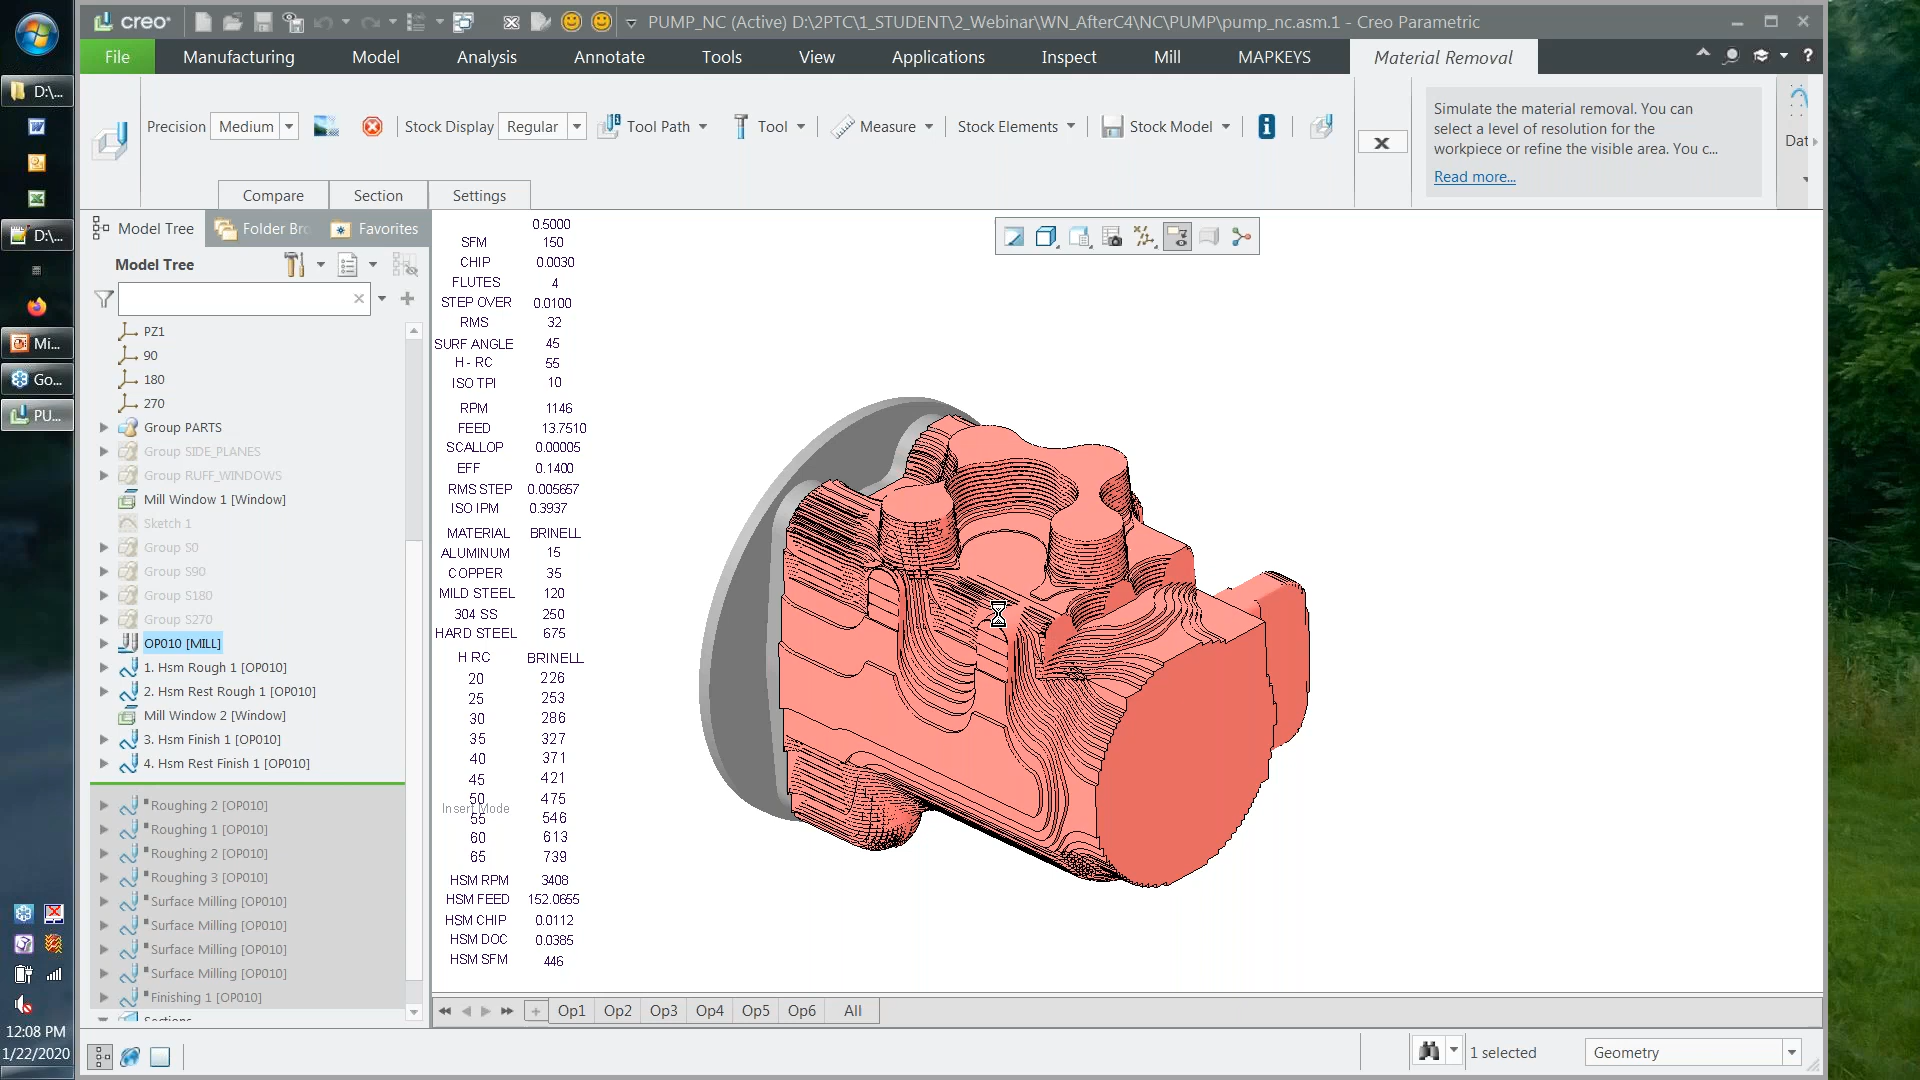 creo PUMP_NC (Active) D:\2PTC\1_STUDENT\2_Webinar\WN_AfterC4\NC\PUMP\pump_nc.asm.1 - Creo Parametric
File Manufacturing Model Analysis Annotate Tools View Applications Inspect Mill MAPKEYS Material Removal
Precision Medium Stock Display Regular Tool Path Tool Measure Stock Elements Stock Model
Simulate the material removal. You can
select a level of resolution for the
workpiece or refine the visible area. You c...
Read more...
Dat
Compare Section Settings
Model Tree Folder Bro Favorites
Model Tree
PZ1
90
180
270
Group PARTS
Group SIDE_PLANES
Group RUFF_WINDOWS
Mill Window 1 [Window]
Sketch 1
Group S0
Group S90
Group S180
Group S270
OP010 [MILL]
1. Hsm Rough 1 [OP010]
2. Hsm Rest Rough 1 [OP010]
Mill Window 2 [Window]
3. Hsm Finish 1 [OP010]
4. Hsm Rest Finish 1 [OP010]
Roughing 2 [OP010]
Roughing 1 [OP010]
Roughing 2 [OP010]
Roughing 3 [OP010]
Surface Milling [OP010]
Surface Milling [OP010]
Surface Milling [OP010]
Surface Milling [OP010]
Finishing 1 [OP010]
Sections
0.5000
SFM 150
CHIP 0.0030
FLUTES 4
STEP OVER 0.0100
RMS 32
SURF ANGLE 45
H - RC 55
ISO TPI 10
RPM 1146
FEED 13.7510
SCALLOP 0.00005
EFF 0.1400
RMS STEP 0.005657
ISO IPM 0.3937
MATERIAL BRINELL
ALUMINUM 15
COPPER 35
MILD STEEL 120
304 SS 250
HARD STEEL 675
H RC BRINELL
20 226
25 253
30 286
35 327
40 371
45 421
50 475
Insert Mode
55 546
60 613
65 739
HSM RPM 3408
HSM FEED 152.0655
HSM CHIP 0.0112
HSM DOC 0.0385
HSM SFM 446
Op1 Op2 Op3 Op4 Op5 Op6 All
1 selected Geometry
D:\...
D:\...
Mi...
Go...
PU...
12:08 PM
1/22/2020